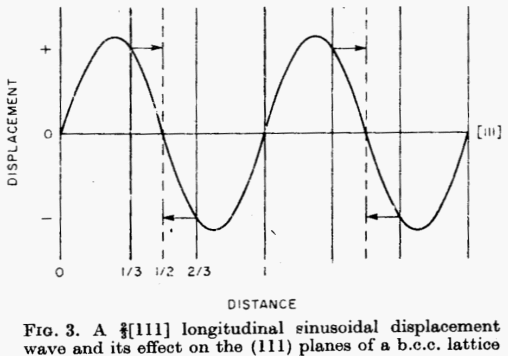 +
DISPLACEMENT
0
[111]
−
0 1/3 1/2 2/3 1
DISTANCE
FIG. 3. A ⅔[111] longitudinal sinusoidal displacement
wave and its effect on the (111) planes of a b.c.c. lattice